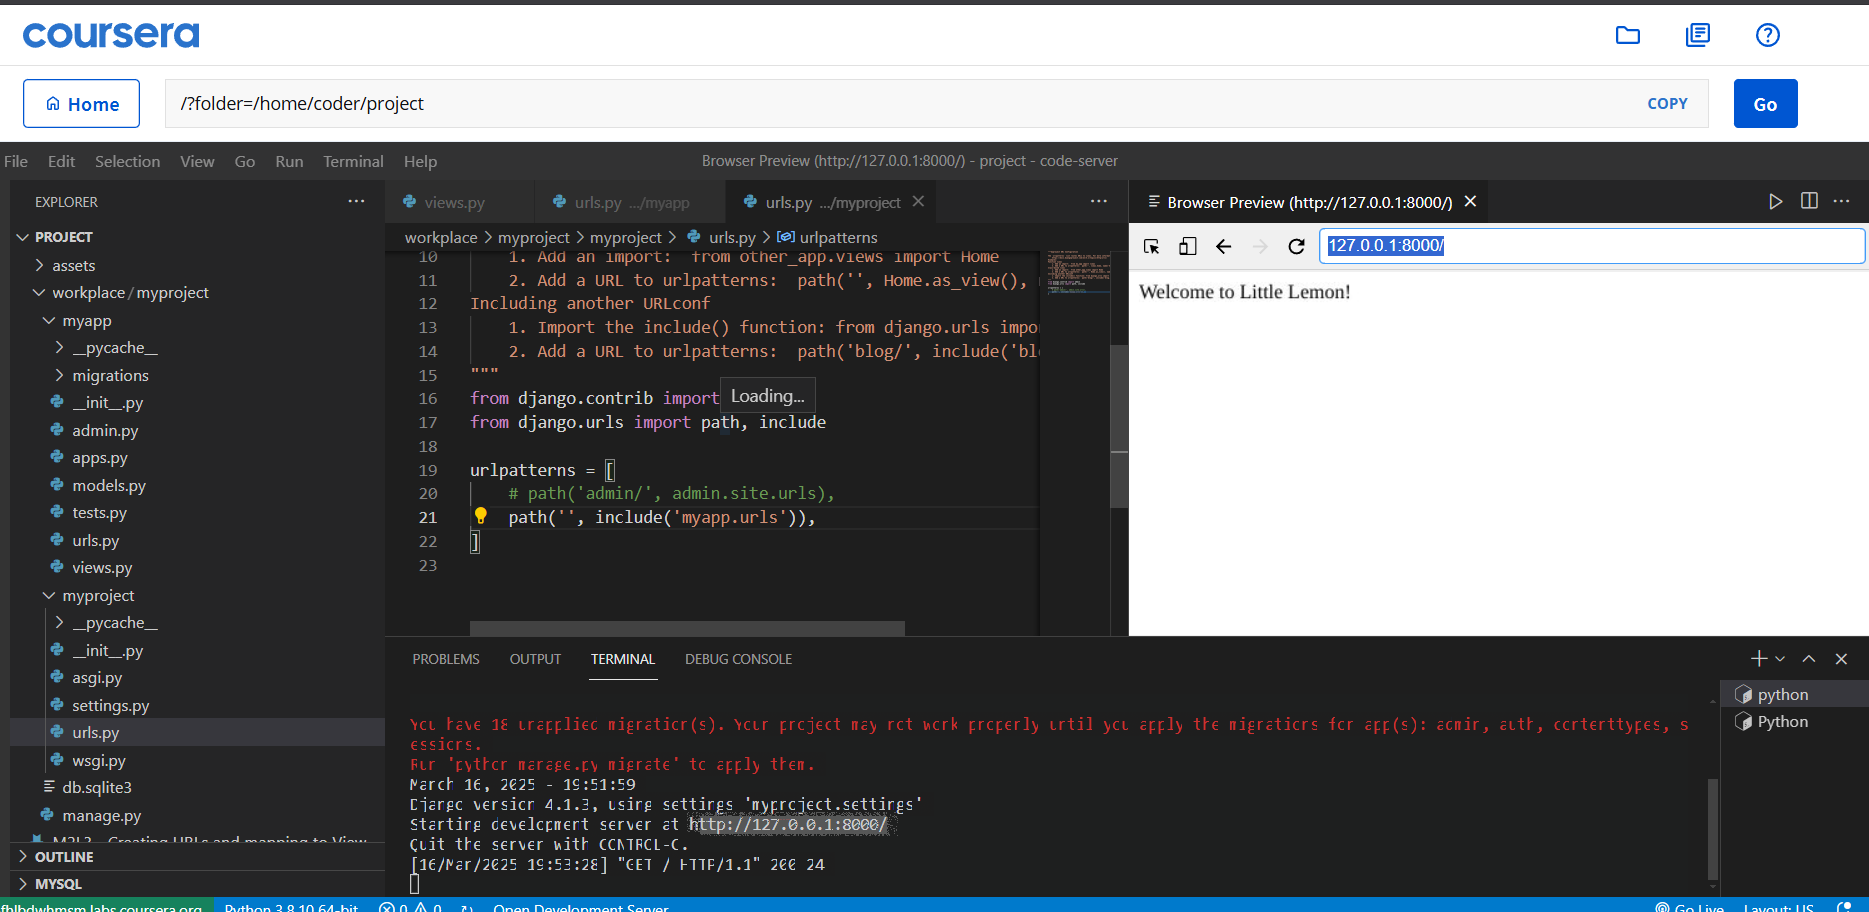 coursera
Home
/?folder=/home/coder/project
COPY
Go
File Edit Selection View Go Run Terminal Help
Browser Preview (http://127.0.0.1:8000/) - project - code-server
EXPLORER
PROJECT
assets
workplace/myproject
myapp
__pycache__
migrations
__init__.py
admin.py
apps.py
models.py
tests.py
urls.py
views.py
myproject
__pycache__
__init__.py
asgi.py
settings.py
urls.py
wsgi.py
db.sqlite3
manage.py
M2L3 - Creating URLs and mapping to View
OUTLINE
MYSQL
views.py
urls.py .../myapp
urls.py .../myproject
workplace > myproject > myproject > urls.py > urlpatterns
10 1. Add an import:  from other_app.views import Home
11 2. Add a URL to urlpatterns:  path('', Home.as_view(),
12 Including another URLconf
13 1. Import the include() function: from django.urls impo
14 2. Add a URL to urlpatterns:  path('blog/', include('bl
15 """
16 from django.contrib import
Loading...
17 from django.urls import path, include
18
19 urlpatterns = [
20 # path('admin/', admin.site.urls),
21 path('', include('myapp.urls')),
22 ]
23
Browser Preview (http://127.0.0.1:8000/)
127.0.0.1:8000/
Welcome to Little Lemon!
PROBLEMS OUTPUT TERMINAL DEBUG CONSOLE
You have 18 unapplied migration(s). Your project may not work properly until you apply the migrations for app(s): admin, auth, contenttypes, s
essions.
Run 'python manage.py migrate' to apply them.
March 16, 2025 - 19:51:59
Django version 4.1.3, using settings 'myproject.settings'
Starting development server at http://127.0.0.1:8000/
Quit the server with CONTROL-C.
[16/Mar/2025 19:53:28] "GET / HTTP/1.1" 200 24
python
Python
fhlbdwhmsm.labs.coursera.org
Python 3.8.10 64-bit
0 0
Open Development Server
Go Live
Layout: US